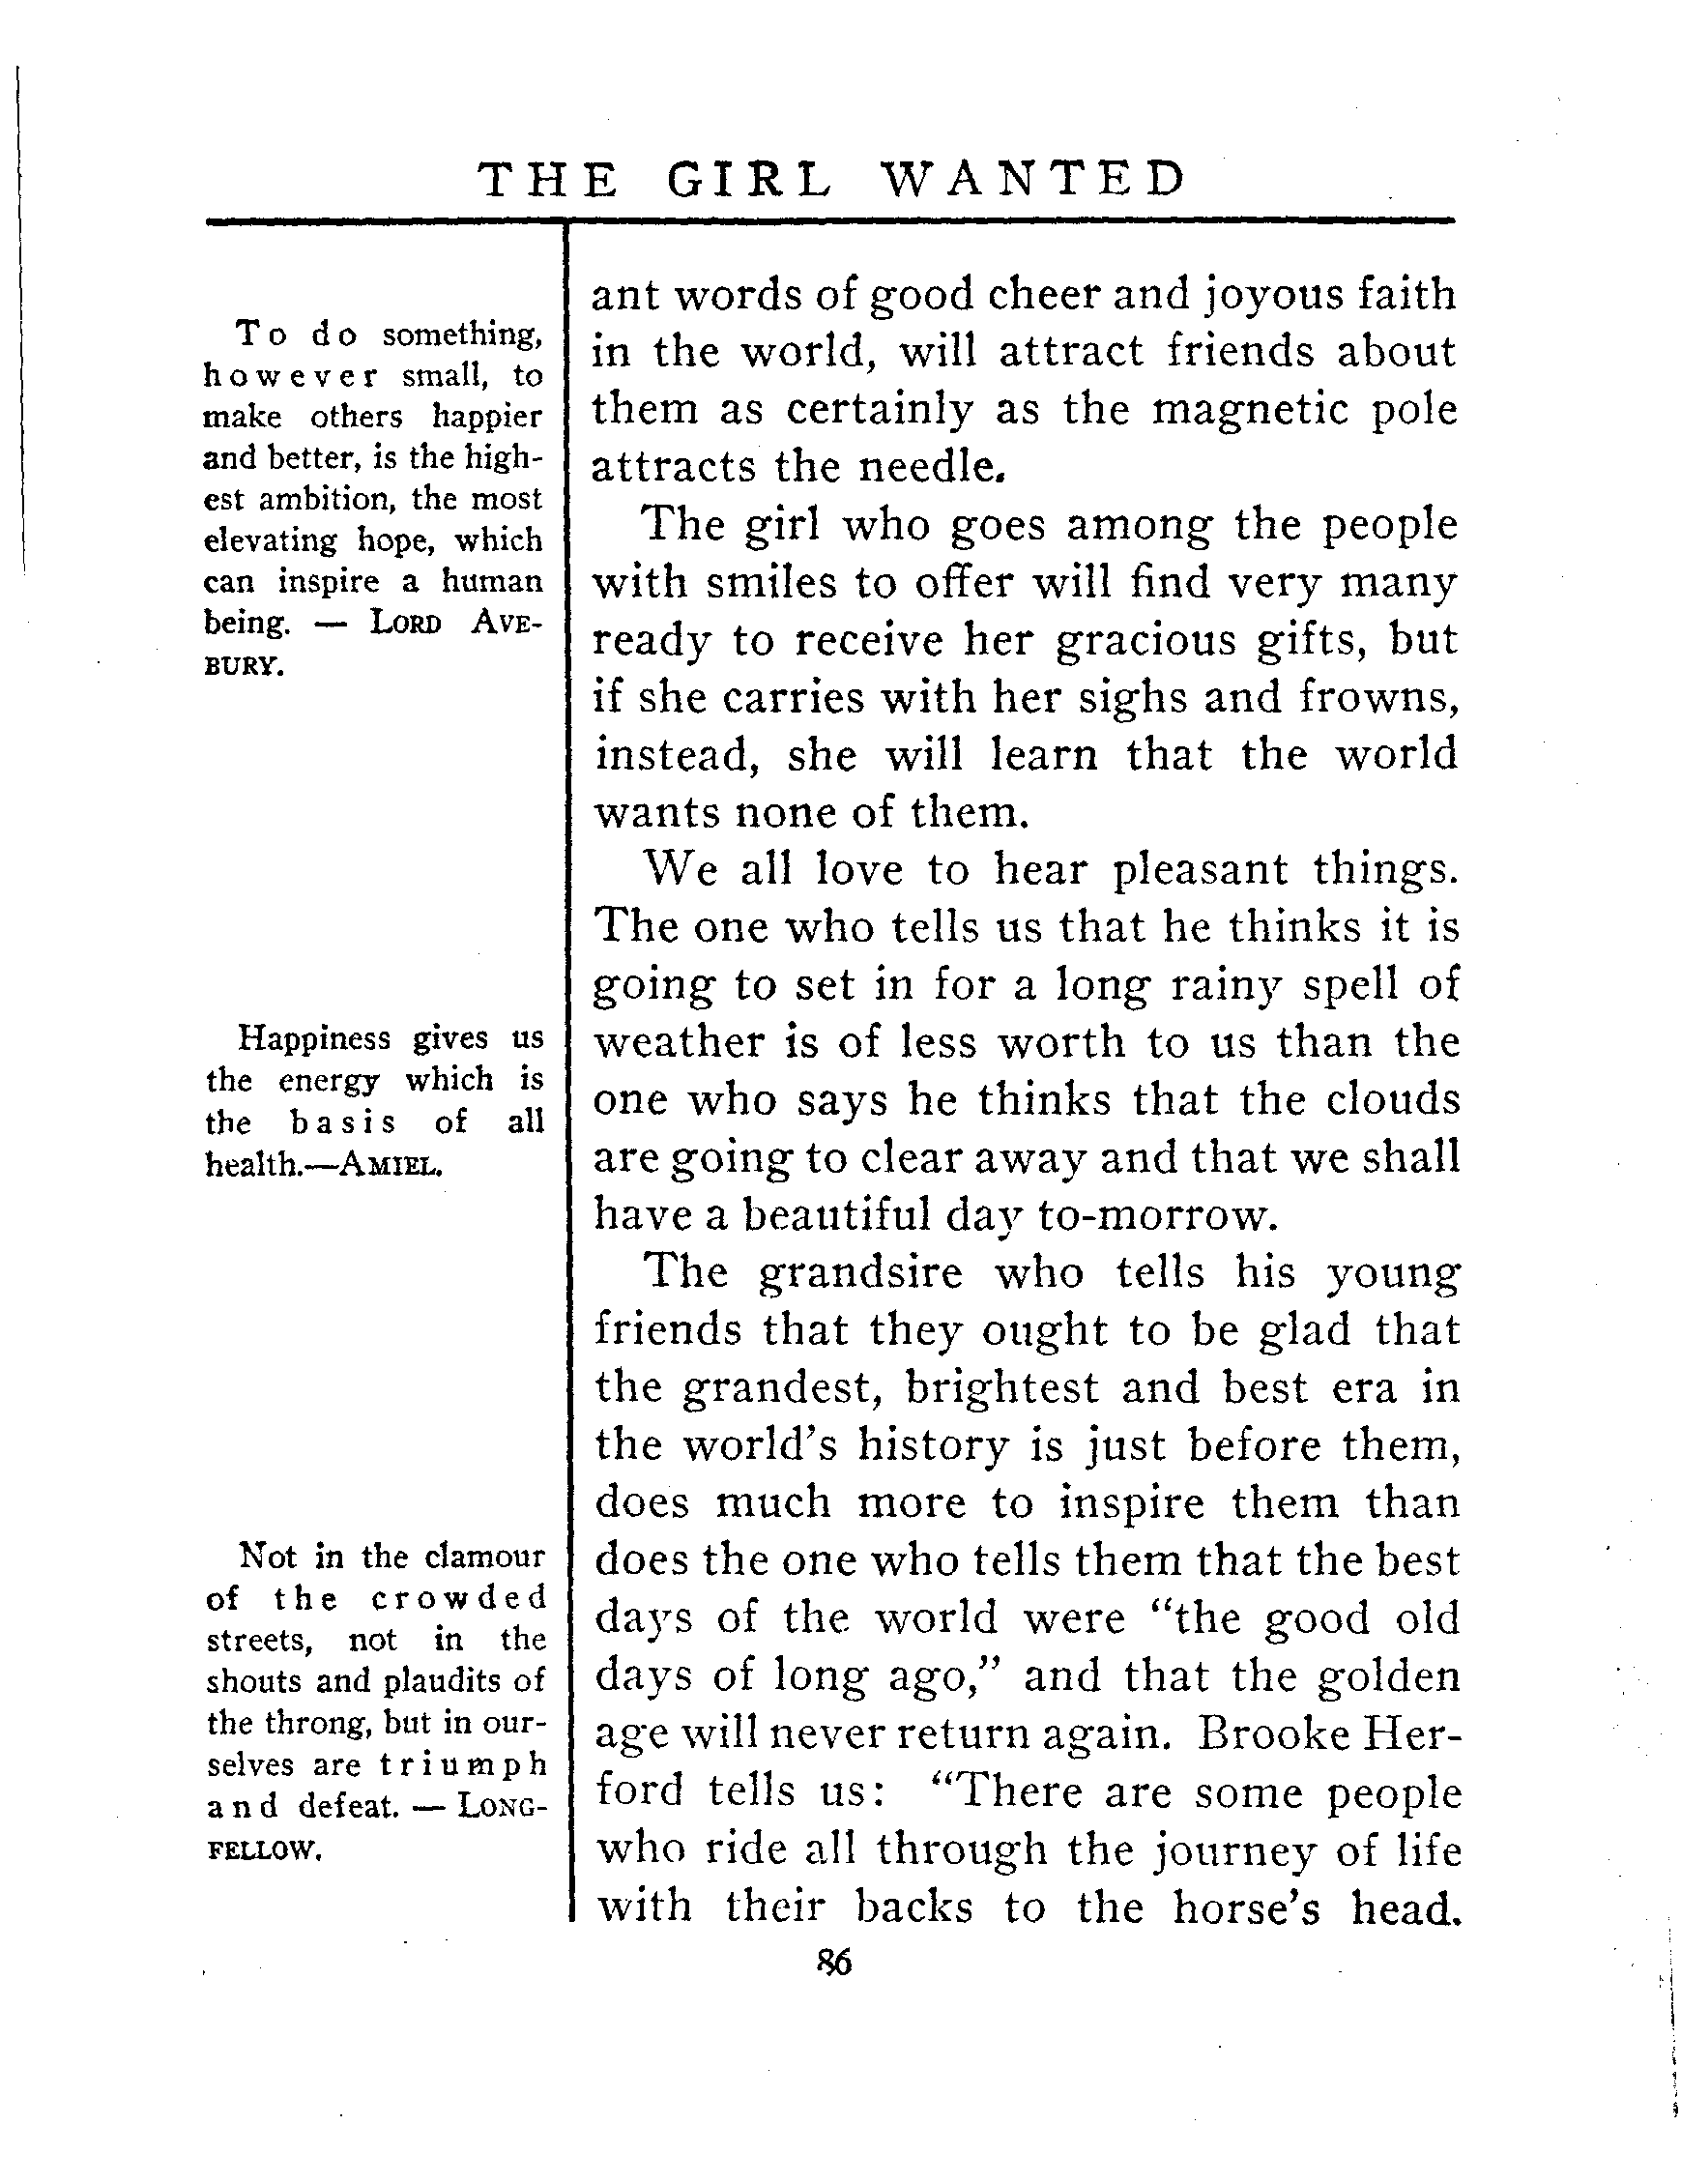 THE GIRL WANTED
To do something,
however small, to
make others happier
and better, is the high-
est ambition, the most
elevating hope, which
can inspire a human
being. — LORD AVE-
BURY.
Happiness gives us
the energy which is
the basis of all
health.—AMIEL.
Not in the clamour
of the crowded
streets, not in the
shouts and plaudits of
the throng, but in our-
selves are triumph
and defeat. — LONG-
FELLOW.
ant words of good cheer and joyous faith
in the world, will attract friends about
them as certainly as the magnetic pole
attracts the needle.
The girl who goes among the people
with smiles to offer will find very many
ready to receive her gracious gifts, but
if she carries with her sighs and frowns,
instead, she will learn that the world
wants none of them.
We all love to hear pleasant things.
The one who tells us that he thinks it is
going to set in for a long rainy spell of
weather is of less worth to us than the
one who says he thinks that the clouds
are going to clear away and that we shall
have a beautiful day to-morrow.
The grandsire who tells his young
friends that they ought to be glad that
the grandest, brightest and best era in
the world's history is just before them,
does much more to inspire them than
does the one who tells them that the best
days of the world were “the good old
days of long ago,” and that the golden
age will never return again. Brooke Her-
ford tells us: “There are some people
who ride all through the journey of life
with their backs to the horse's head.
86